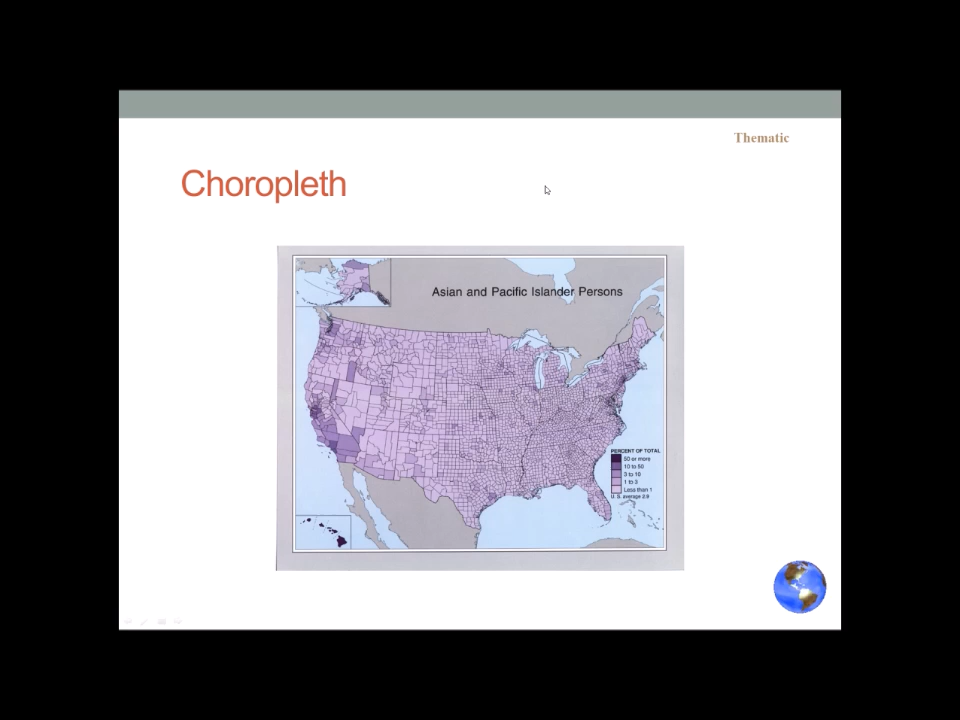 Thematic
Choropleth
Asian and Pacific Islander Persons
PERCENT OF TOTAL
50 or more
10 to 50
3 to 10
1 to 3
Less than 1
U. S. average 2.9